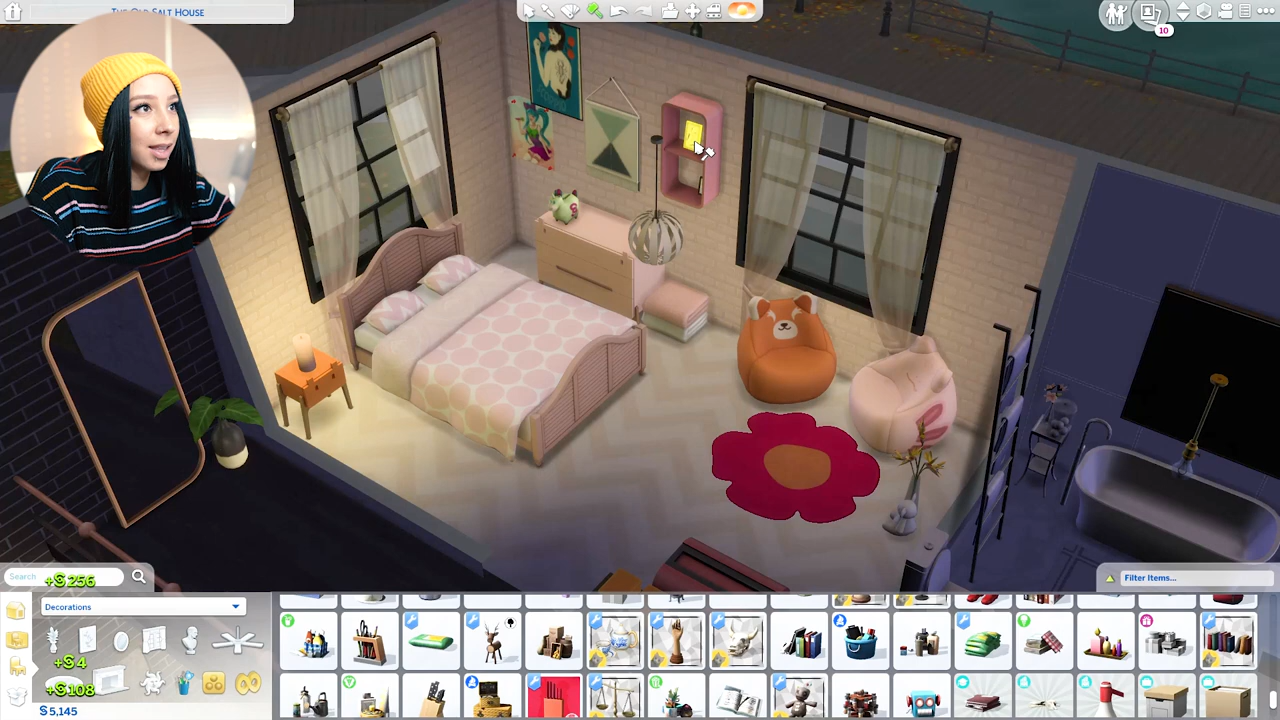 THE OLD SALT HOUSE
10
Search
+§256
Filter Items...
Decorations
+§4
+§108
§5,145